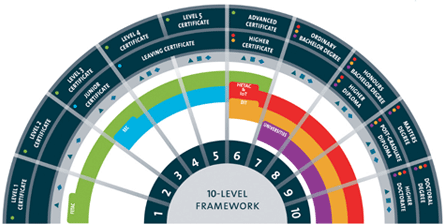 LEVEL 1
CERTIFICATE
LEVEL 2
CERTIFICATE
LEVEL 3
CERTIFICATE
JUNIOR
CERTIFICATE
LEVEL 4
CERTIFICATE
LEVEL 5
CERTIFICATE
LEAVING CERTIFICATE
ADVANCED
CERTIFICATE
HIGHER
CERTIFICATE
ORDINARY
BACHELOR DEGREE
HONOURS
BACHELOR DEGREE
HIGHER
DIPLOMA
MASTERS
DEGREE
POST-GRADUATE
DIPLOMA
DOCTORAL
DEGREE
HIGHER
DOCTORATE
FETAC
SEC
HETAC
&
DIT
UNIVERSITIES
1
2
3
4
5
6
7
8
9
10
10-LEVEL
FRAMEWORK